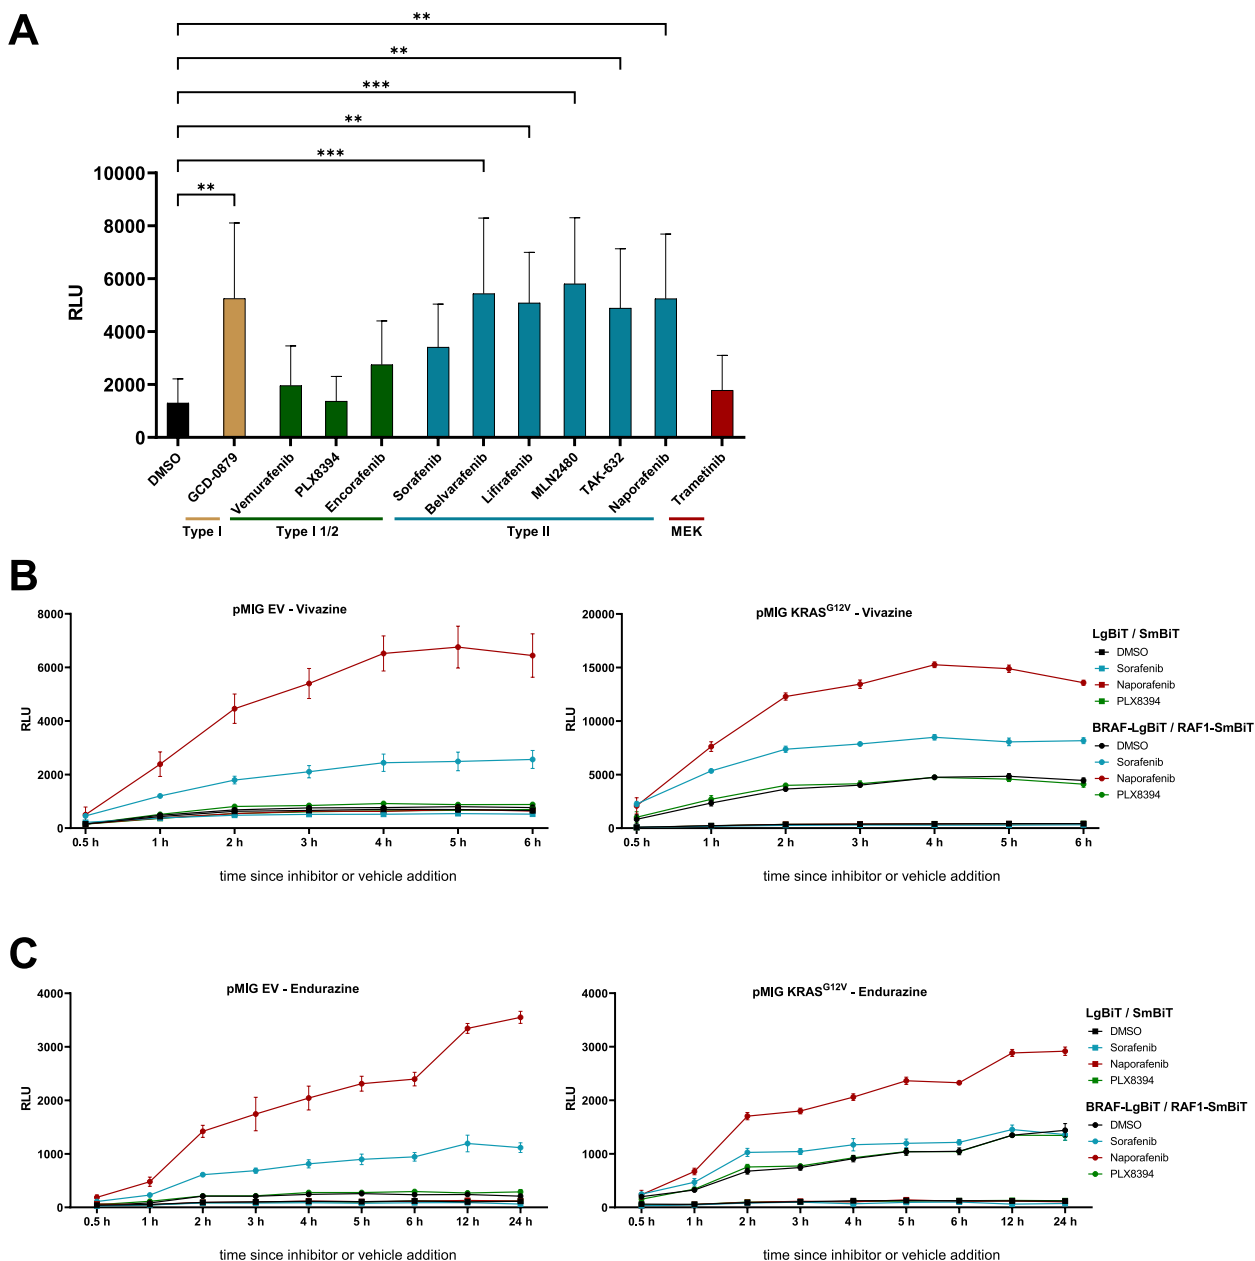 A
**
**
***
**
***
**
10000
8000
6000
4000
2000
0
RLU
DMSO
GCD-0879
Vemurafenib
PLX8394
Encorafenib
Sorafenib
Belvarafenib
Lifirafenib
MLN2480
TAK-632
Naporafenib
Trametinib
Type I
Type I 1/2
Type II
MEK
B
pMIG EV - Vivazine
8000
6000
4000
2000
0
RLU
0.5 h 1 h 2 h 3 h 4 h 5 h 6 h
time since inhibitor or vehicle addition
pMIG KRASG12V - Vivazine
20000
15000
10000
5000
0
RLU
0.5 h 1 h 2 h 3 h 4 h 5 h 6 h
time since inhibitor or vehicle addition
LgBiT / SmBiT
DMSO
Sorafenib
Naporafenib
PLX8394
BRAF-LgBiT / RAF1-SmBiT
DMSO
Sorafenib
Naporafenib
PLX8394
C
pMIG EV - Endurazine
4000
3000
2000
1000
0
RLU
0.5 h 1 h 2 h 3 h 4 h 5 h 6 h 12 h 24 h
time since inhibitor or vehicle addition
pMIG KRASG12V - Endurazine
4000
3000
2000
1000
0
RLU
0.5 h 1 h 2 h 3 h 4 h 5 h 6 h 12 h 24 h
time since inhibitor or vehicle addition
LgBiT / SmBiT
DMSO
Sorafenib
Naporafenib
PLX8394
BRAF-LgBiT / RAF1-SmBiT
DMSO
Sorafenib
Naporafenib
PLX8394